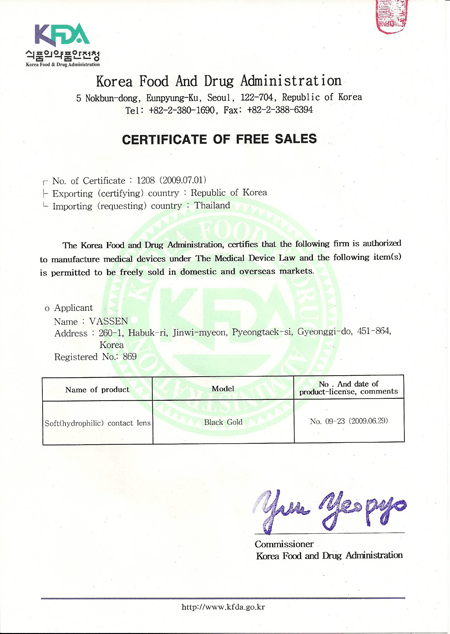 KFDA
식품의약품안전청
Korea Food & Drug Administration
Korea Food And Drug Administration
5 Nokbun-dong, Eunpyung-Ku, Seoul, 122-704, Republic of Korea
Tel: +82-2-380-1690, Fax: +82-2-388-6394
CERTIFICATE OF FREE SALES
┌ No. of Certificate : 1208 (2009.07.01)
├ Exporting (certifying) country : Republic of Korea
└ Importing (requesting) country : Thailand
The Korea Food and Drug Administration, certifies that the following firm is authorized
to manufacture medical devices under The Medical Device Law and the following item(s)
is permitted to be freely sold in domestic and overseas markets.
o Applicant
Name : VASSEN
Address : 260-1, Habuk-ri, Jinwi-myeon, Pyeongtack-si, Gyeonggi-do, 451-864,
Korea
Registered No.: 869
Name of product Model No . And date of
product-license, comments
Soft(hydrophilic) contact lens Black Gold No. 09-23 (2009.06.29)
Yun Yeopyo
Commissioner
Korea Food and Drug Administration
http://www.kfda.go.kr